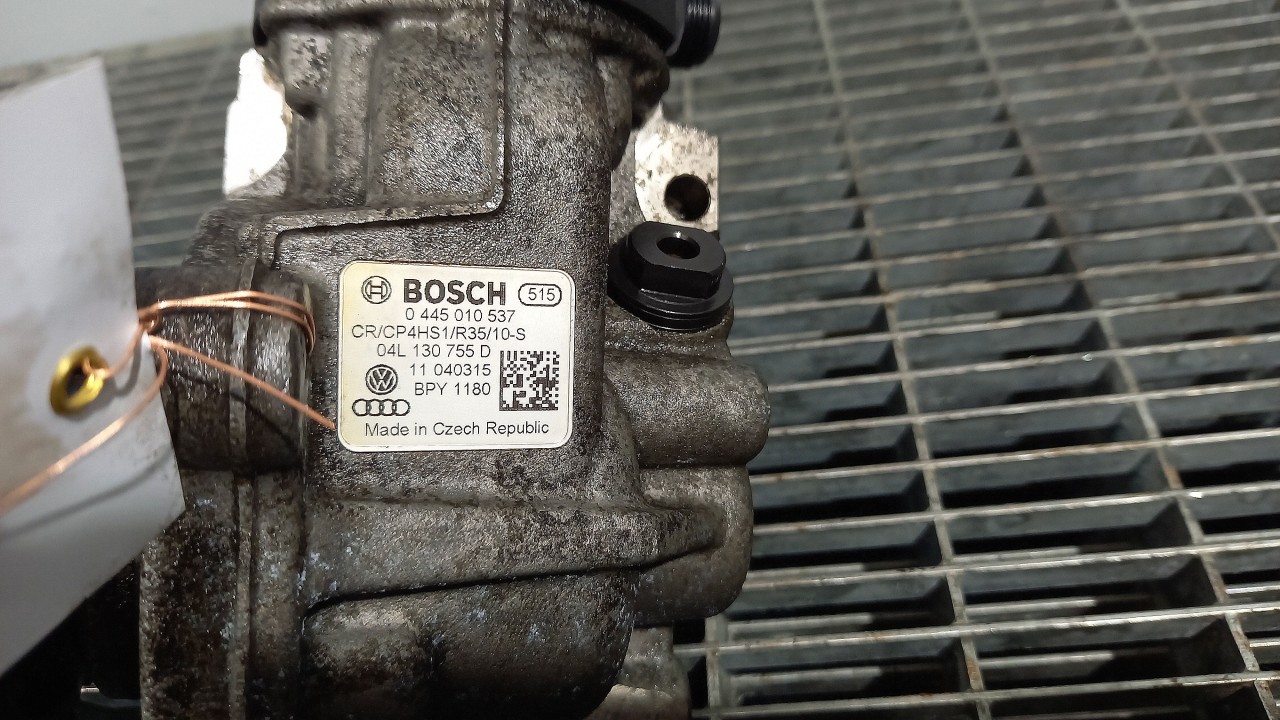 BOSCH 515
0 445 010 537
CR/CP4HS1/R35/10-S
04L 130 755 D
11 040315
BPY 1180
Made in Czech Republic